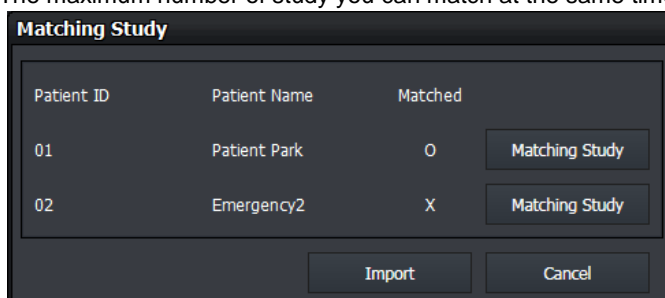 The maximum number of study you can match at the same tim
Matching Study
Patient ID Patient Name Matched
01 Patient Park O Matching Study
02 Emergency2 X Matching Study
Import Cancel